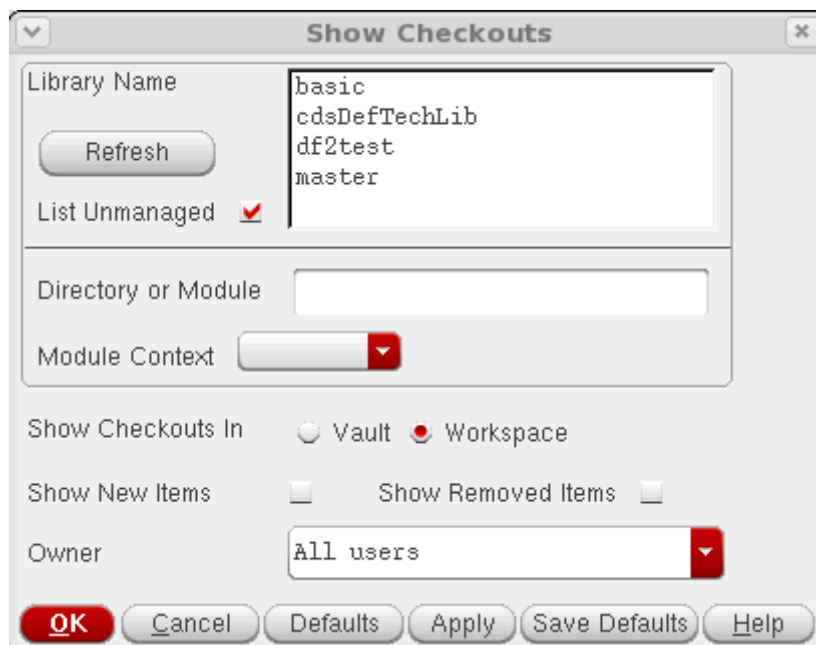 Show Checkouts
Library Name
basic
cdsDefTechLib
df2test
master
Refresh
List Unmanaged
Directory or Module
Module Context
Show Checkouts In Vault Workspace
Show New Items Show Removed Items
Owner All users
OK Cancel Defaults Apply Save Defaults Help